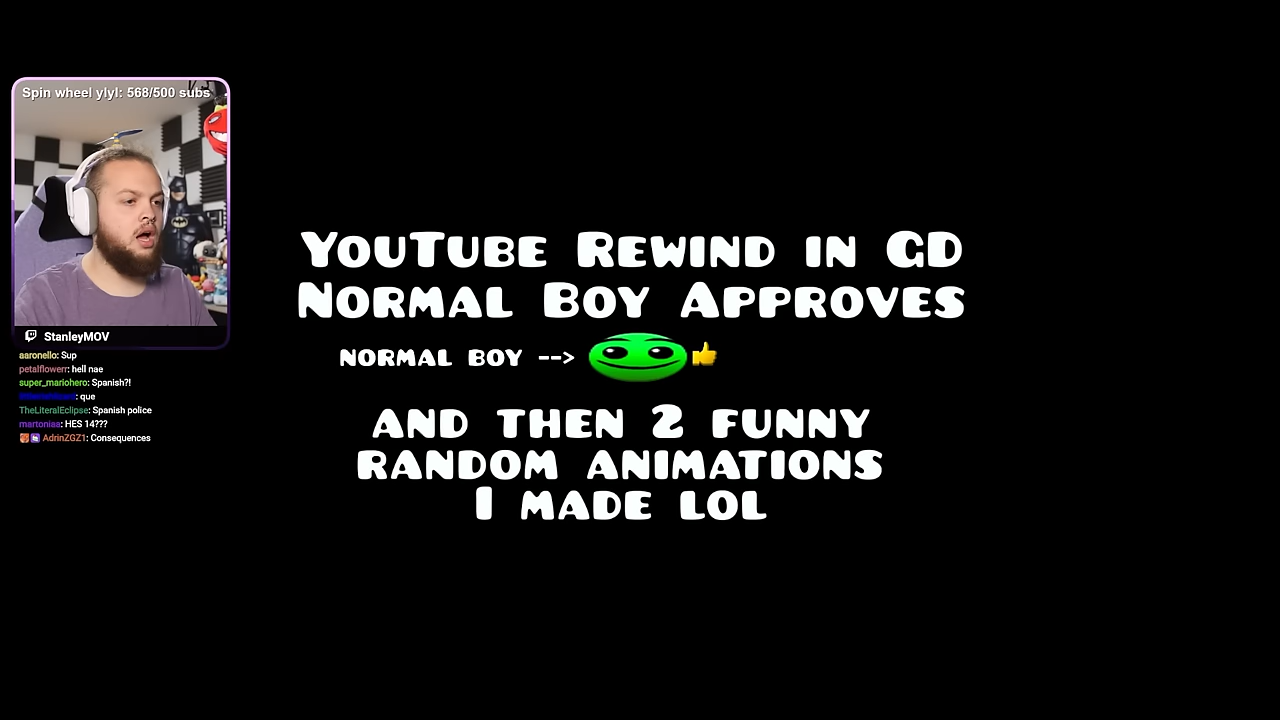 Spin wheel ylyl: 568/500 subs
StanleyMOV
aaronello: Sup
petalflowerr: hell nae
super_mariohero: Spanish?!
: que
TheLiteralEclipse: Spanish police
martoniaa: HES 14???
AdrinZGZ1: Consequences
YouTube Rewind in GD
Normal Boy Approves
normal boy -->
and then 2 funny
random animations
I made lol